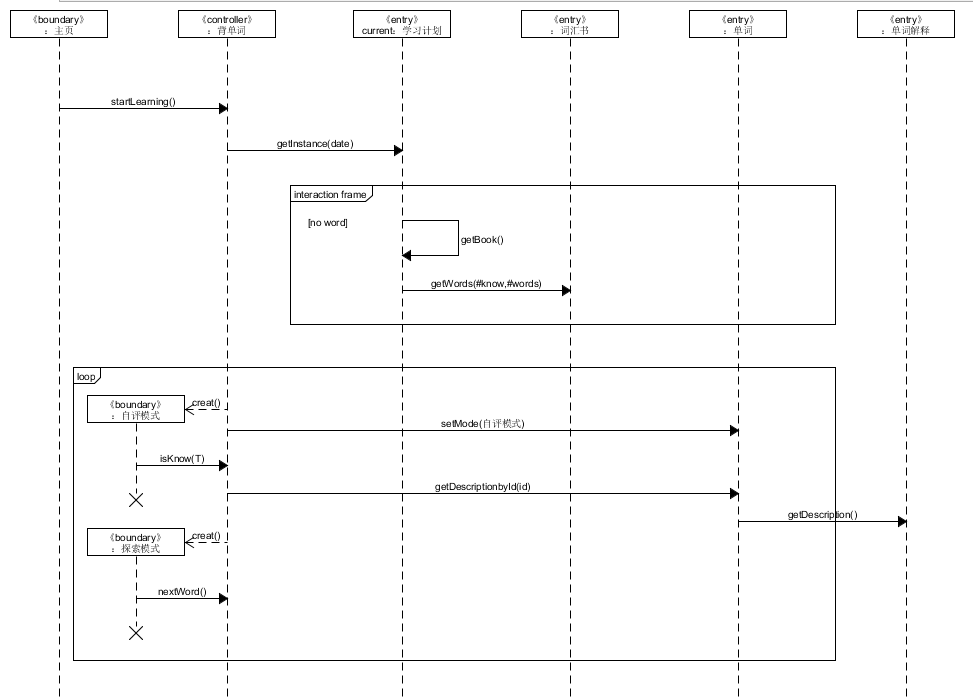 《boundary》
：主页
《controller》
：背单词
《entry》
current：学习计划
《entry》
：词汇书
《entry》
：单词
《entry》
：单词解释
startLearning()
getInstance(date)
interaction frame
[no word]
getBook()
getWords(#know,#words)
loop
《boundary》
：自评模式
creat()
setMode(自评模式)
isKnow(T)
getDescriptionbyId(id)
getDescription()
《boundary》
：探索模式
creat()
nextWord()